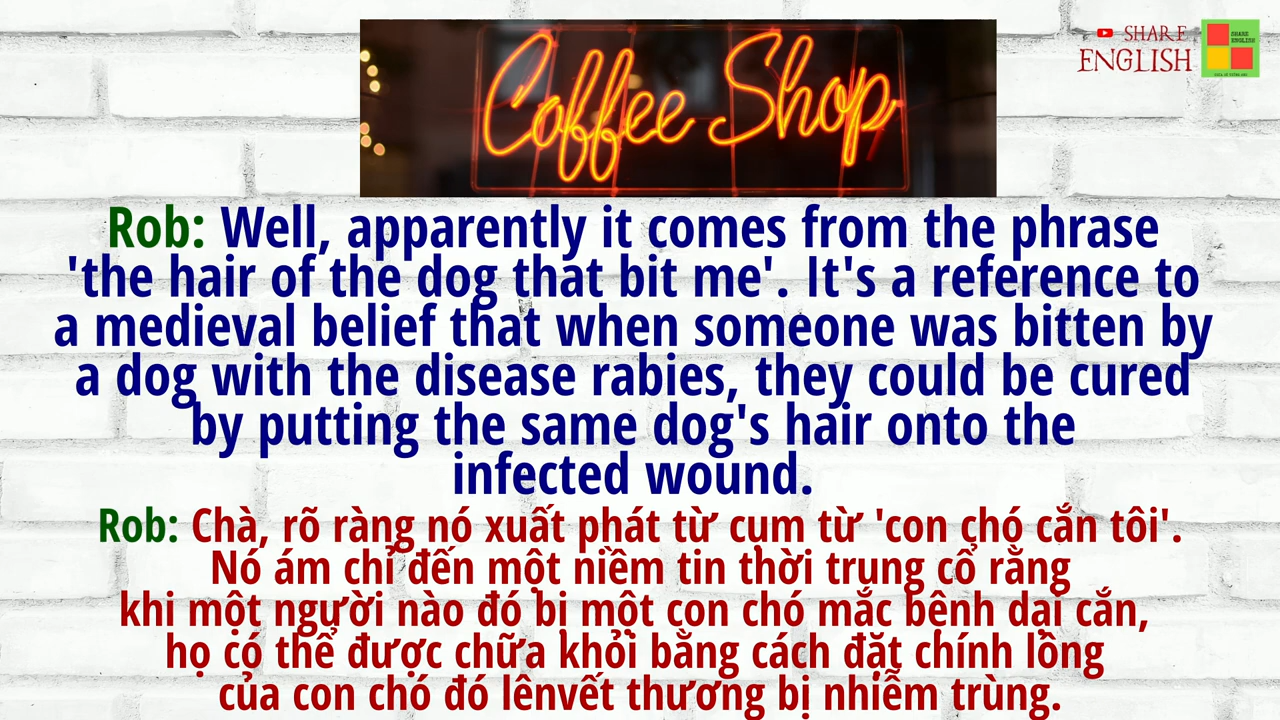 Coffee Shop
SHARE
ENGLISH
SHARE
ENGLISH
Rob: Well, apparently it comes from the phrase
'the hair of the dog that bit me'. It's a reference to
a medieval belief that when someone was bitten by
a dog with the disease rabies, they could be cured
by putting the same dog's hair onto the
infected wound.
Rob: Chà, rõ ràng nó xuất phát từ cụm từ 'con chó cắn tôi'.
Nó ám chỉ đến một niềm tin thời trung cổ rằng
khi một người nào đó bị một con chó mắc bệnh dại cắn,
họ có thể được chữa khỏi bằng cách đặt chính lông
của con chó đó lênvết thương bị nhiễm trùng.